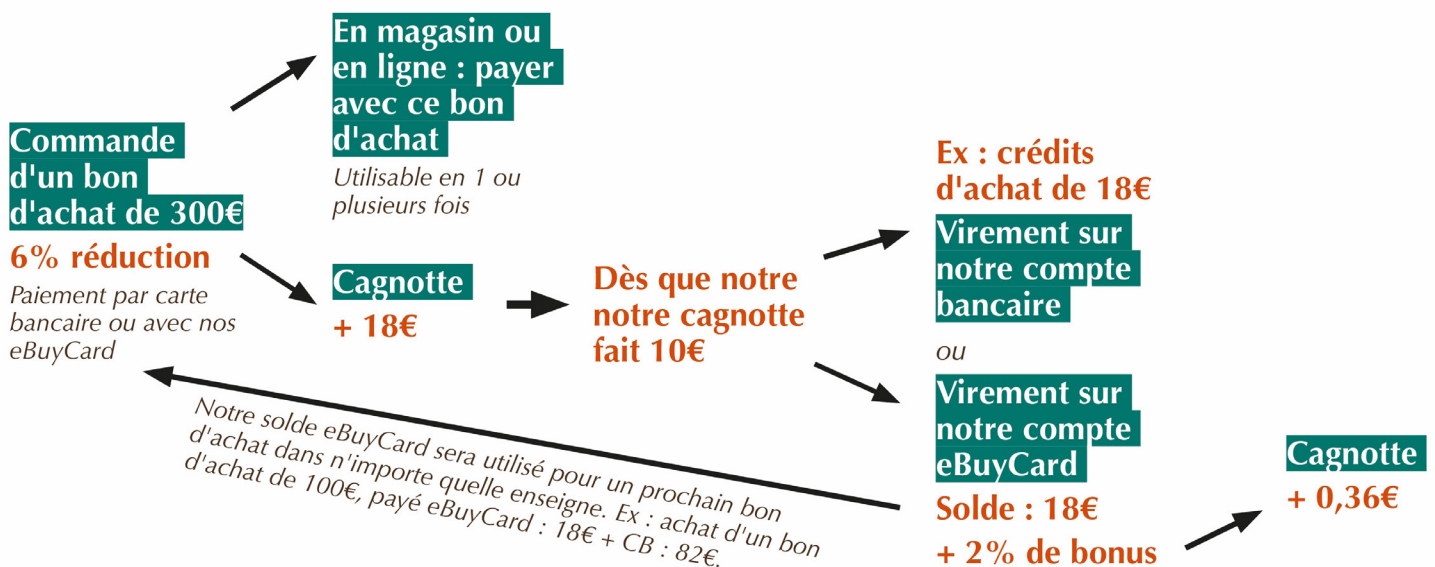 Commande
d'un bon
d'achat de 300€
6% réduction
Paiement par carte
bancaire ou avec nos
eBuyCard
En magasin ou
en ligne : payer
avec ce bon
d'achat
Utilisable en 1 ou
plusieurs fois
Cagnotte
+ 18€
Dès que notre
notre cagnotte
fait 10€
Ex : crédits
d'achat de 18€
Virement sur
notre compte
bancaire
ou
Virement sur
notre compte
eBuyCard
Solde : 18€
+ 2% de bonus
Cagnotte
+ 0,36€
Notre solde eBuyCard sera utilisé pour un prochain bon
d'achat dans n'importe quelle enseigne. Ex : achat d'un bon
d'achat de 100€, payé eBuyCard : 18€ + CB : 82€.